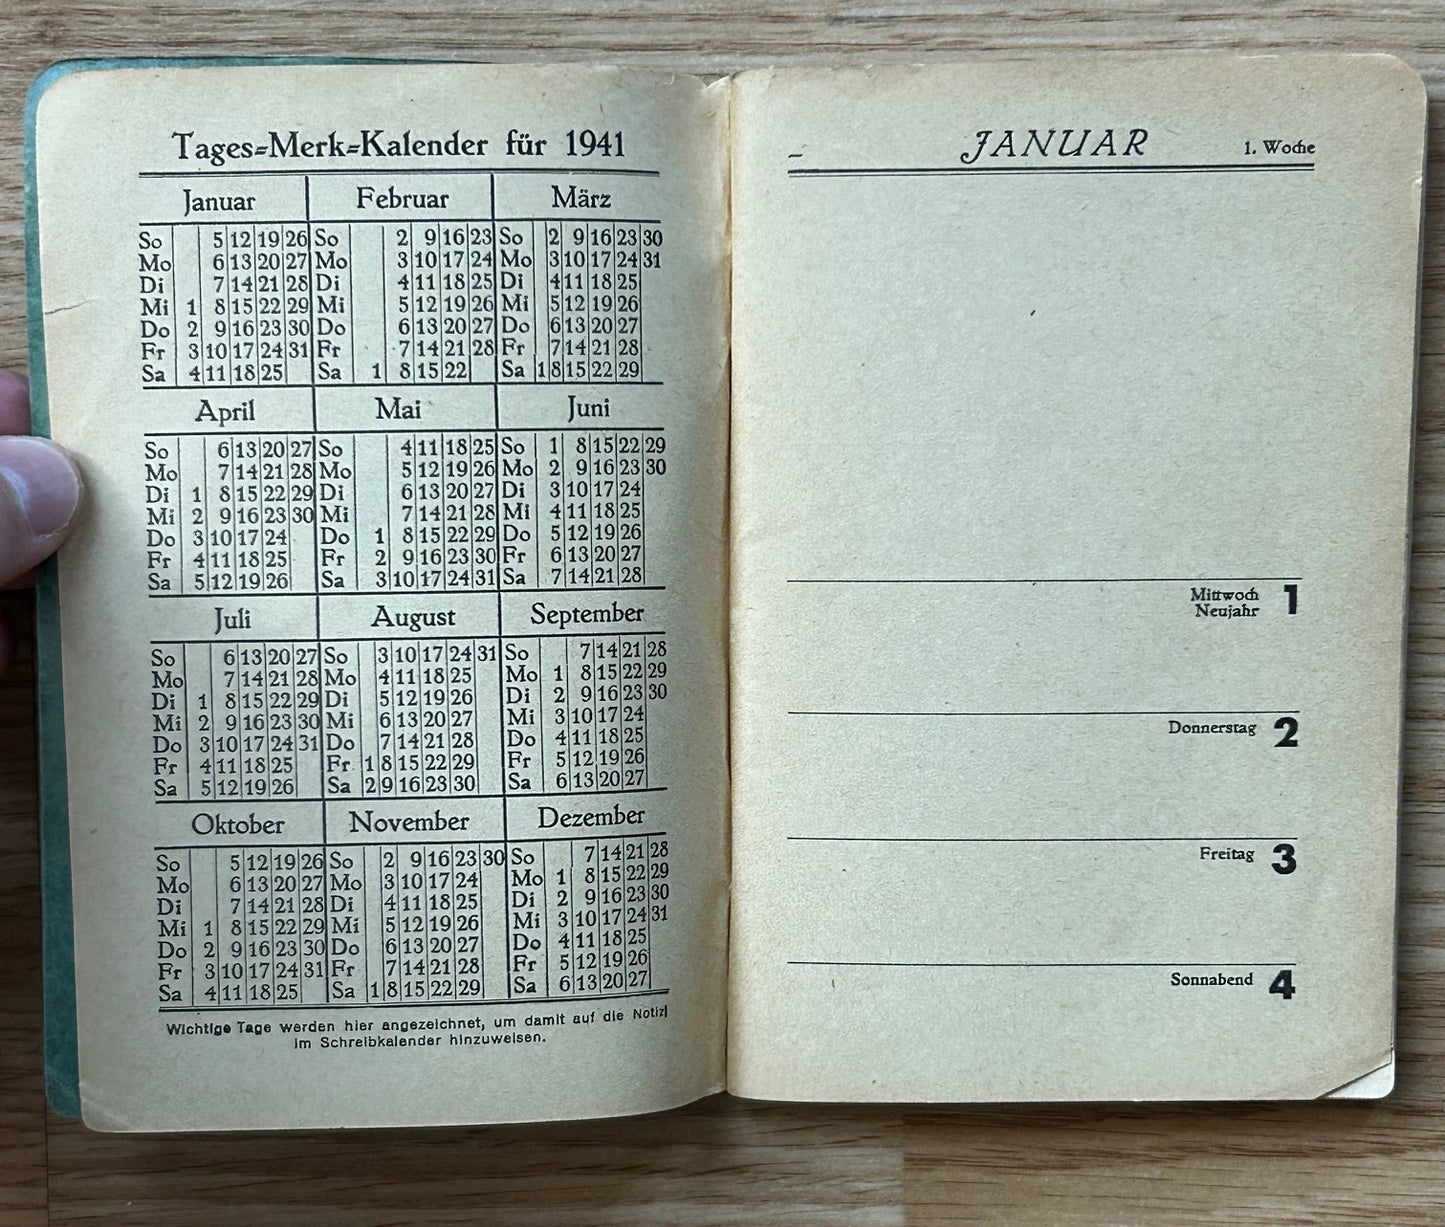 Tages=Merk=Kalender für 1941
Januar Februar März
So 5 12 19 26 So 2 9 16 23 So 2 9 16 23 30
Mo 6 13 20 27 Mo 3 10 17 24 Mo 3 10 17 24 31
Di 7 14 21 28 Di 4 11 18 25 Di 4 11 18 25
Mi 1 8 15 22 29 Mi 5 12 19 26 Mi 5 12 19 26
Do 2 9 16 23 30 Do 6 13 20 27 Do 6 13 20 27
Fr 3 10 17 24 31 Fr 7 14 21 28 Fr 7 14 21 28
Sa 4 11 18 25 Sa 1 8 15 22 Sa 1 8 15 22 29
April Mai Juni
So 6 13 20 27 So 4 11 18 25 So 1 8 15 22 29
Mo 7 14 21 28 Mo 5 12 19 26 Mo 2 9 16 23 30
Di 1 8 15 22 29 Di 6 13 20 27 Di 3 10 17 24
Mi 2 9 16 23 30 Mi 7 14 21 28 Mi 4 11 18 25
Do 3 10 17 24 Do 1 8 15 22 29 Do 5 12 19 26
Fr 4 11 18 25 Fr 2 9 16 23 30 Fr 6 13 20 27
Sa 5 12 19 26 Sa 3 10 17 24 31 Sa 7 14 21 28
Juli August September
So 6 13 20 27 So 3 10 17 24 31 So 7 14 21 28
Mo 7 14 21 28 Mo 4 11 18 25 Mo 1 8 15 22 29
Di 1 8 15 22 29 Di 5 12 19 26 Di 2 9 16 23 30
Mi 2 9 16 23 30 Mi 6 13 20 27 Mi 3 10 17 24
Do 3 10 17 24 31 Do 7 14 21 28 Do 4 11 18 25
Fr 4 11 18 25 Fr 1 8 15 22 29 Fr 5 12 19 26
Sa 5 12 19 26 Sa 2 9 16 23 30 Sa 6 13 20 27
Oktober November Dezember
So 5 12 19 26 So 2 9 16 23 30 So 7 14 21 28
Mo 6 13 20 27 Mo 3 10 17 24 Mo 1 8 15 22 29
Di 7 14 21 28 Di 4 11 18 25 Di 2 9 16 23 30
Mi 1 8 15 22 29 Mi 5 12 19 26 Mi 3 10 17 24 31
Do 2 9 16 23 30 Do 6 13 20 27 Do 4 11 18 25
Fr 3 10 17 24 31 Fr 7 14 21 28 Fr 5 12 19 26
Sa 4 11 18 25 Sa 1 8 15 22 29 Sa 6 13 20 27
Wichtige Tage werden hier angezeichnet, um damit auf die Notiz
im Schreibkalender hinzuweisen.
JANUAR 1. Woche
Mittwoch 1
Neujahr
Donnerstag 2
Freitag 3
Sonnabend 4